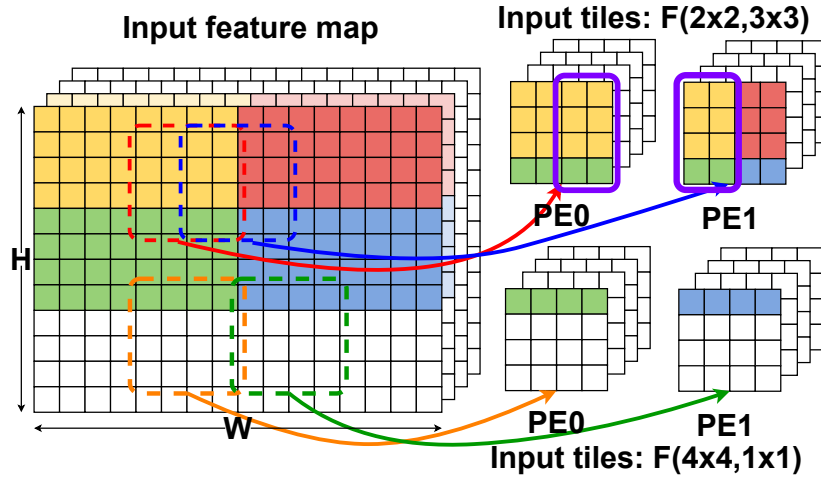 Input tiles: F(2x2,3x3)
Input feature map
PE0
PE1
H
W
PE0
PE1
Input tiles: F(4x4,1x1)